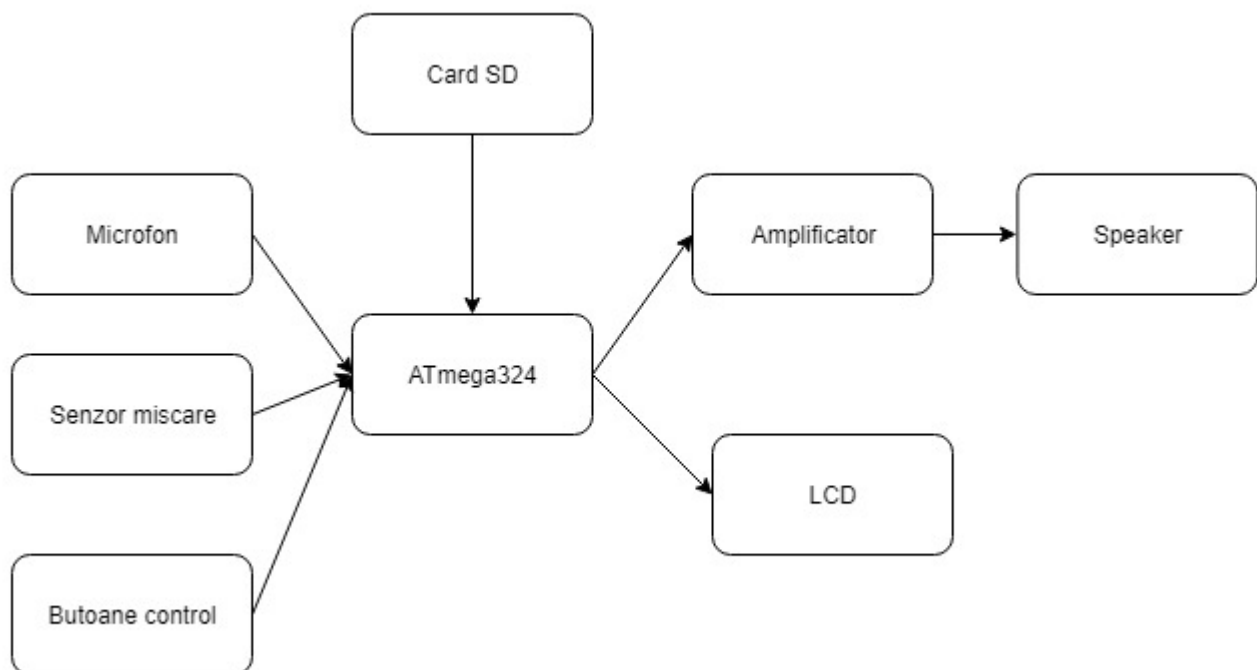 Card SD
Microfon
Amplificator
Speaker
ATmega324
Senzor miscare
LCD
Butoane control